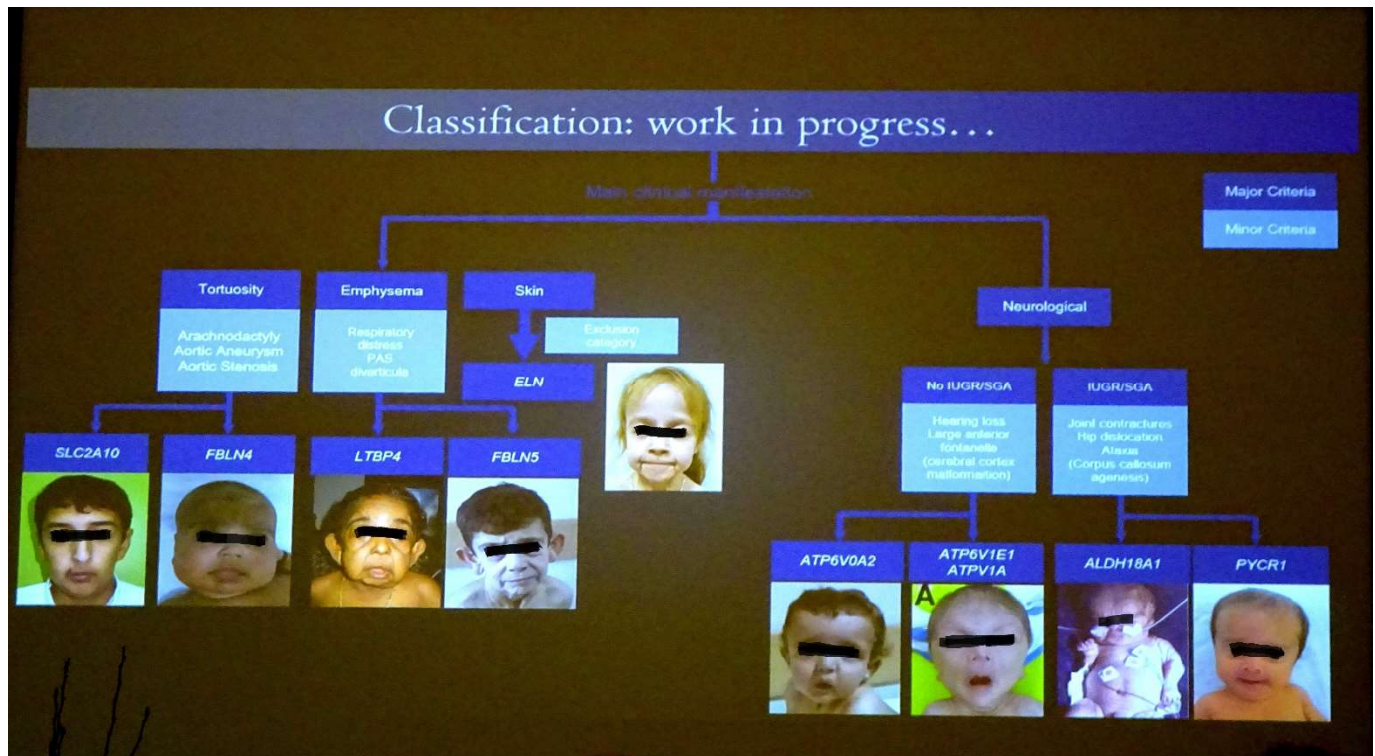 Classification: work in progress…
Main clinical manifestation
Major Criteria
Minor Criteria
Tortuosity
Arachnodactyly
Aortic Aneurysm
Aortic Stenosis
Emphysema
Respiratory
distress
PAS
diverticula
Skin
Exclusion
category
ELN
Neurological
No IUGR/SGA
Hearing loss
Large anterior
fontanelle
(cerebral cortex
malformation)
IUGR/SGA
Joint contractures
Hip dislocation
Ataxia
(Corpus callosum
agenesis)
SLC2A10
FBLN4
LTBP4
FBLN5
ATP6V0A2
ATP6V1E1
ATPV1A
ALDH18A1
PYCR1
A